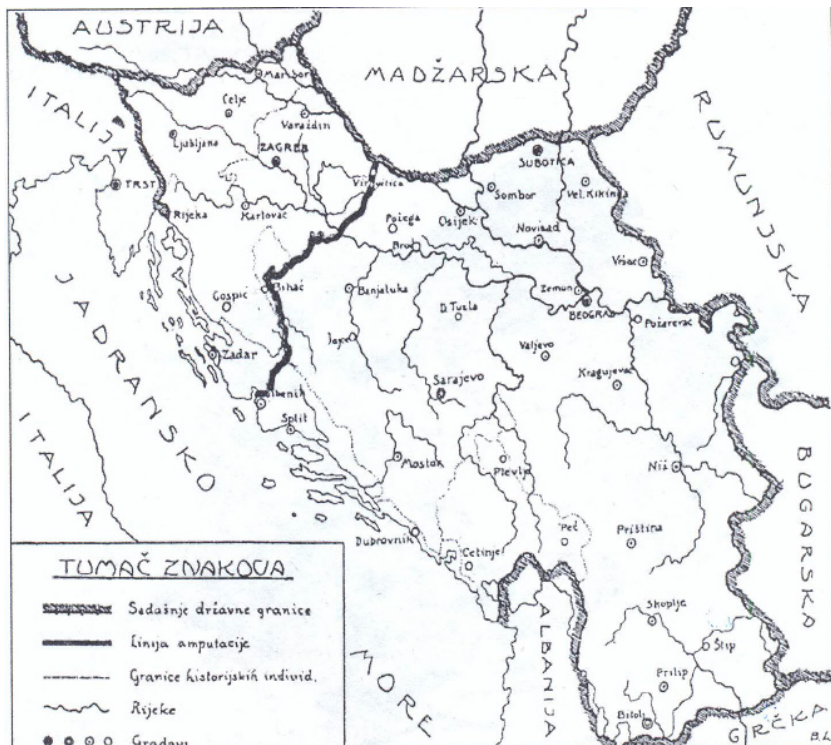 AUSTRIJA
MADŽARSKA
ITALIJA
RUMUNJSKA
Maribor
Celje
Varaždin
Ljubljana
ZAGREB
SUBOTICA
Virovitica
TRST
Sombor
Vel. Kikinda
Rijeka
Karlovac
Požega
Osijek
Novisad
Brod
Vršac
Bihać
Banjaluka
Zemun
BEOGRAD
Gospić
D. Tuzla
Požarevac
JADRANSKO
Jajce
Valjevo
Zadar
Kragujevac
Sarajevo
Šibenik
Split
ITALIJA
Mostar
Plevlje
Niš
BUGARSKA
Dubrovnik
Cetinje
Peć
Priština
TUMAČ ZNAKOVA
Sadašnje državne granice
Linija amputacije
Granice historijskih individ.
Rijeke
Gradovi
MORE
ALBANIJA
Skoplje
Štip
Prilip
Bitolj
GRČKA